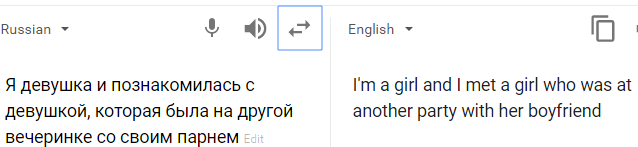 Russian
English
Я девушка и познакомилась с
девушкой, которая была на другой
вечеринке со своим парнем Edit
I'm a girl and I met a girl who was at
another party with her boyfriend